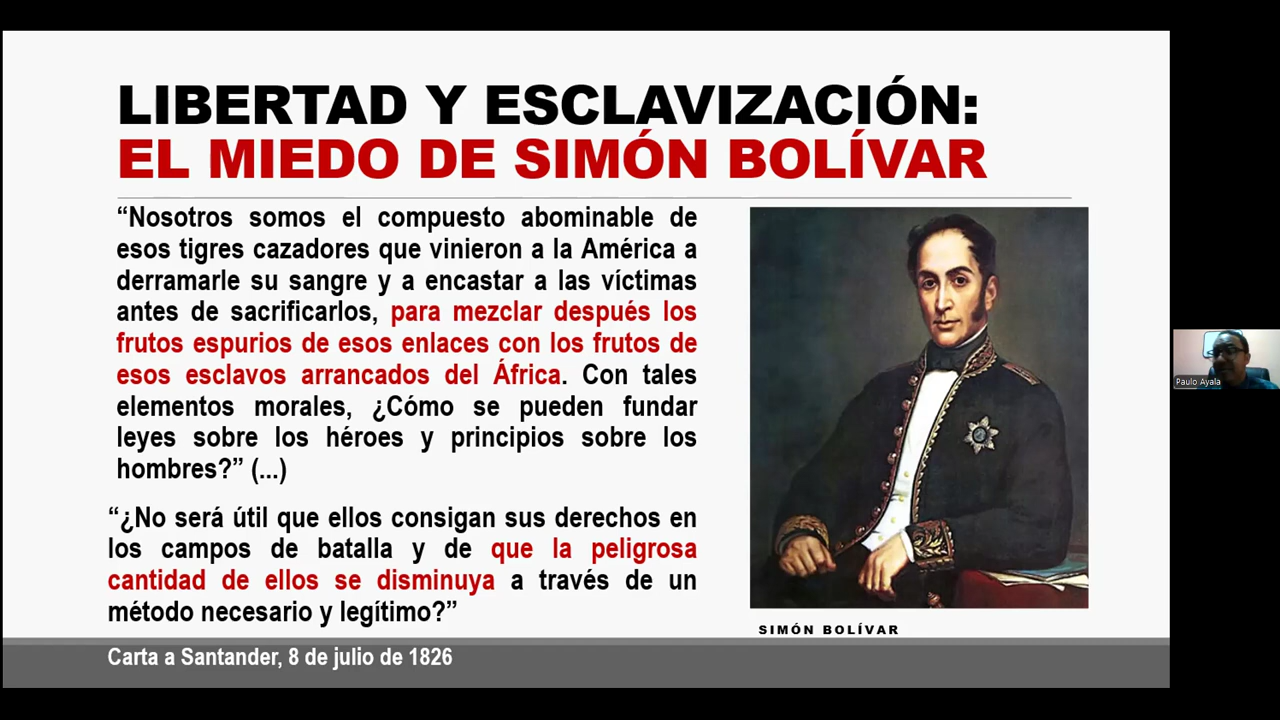 LIBERTAD Y ESCLAVIZACIÓN:
EL MIEDO DE SIMÓN BOLÍVAR
“Nosotros somos el compuesto abominable de
esos tigres cazadores que vinieron a la América a
derramarle su sangre y a encastar a las víctimas
antes de sacrificarlos, para mezclar después los
frutos espurios de esos enlaces con los frutos de
esos esclavos arrancados del África. Con tales
elementos morales, ¿Cómo se pueden fundar
leyes sobre los héroes y principios sobre los
hombres?” (...)
“¿No será útil que ellos consigan sus derechos en
los campos de batalla y de que la peligrosa
cantidad de ellos se disminuya a través de un
método necesario y legítimo?”
SIMÓN BOLÍVAR
Carta a Santander, 8 de julio de 1826
Paulo Ayala